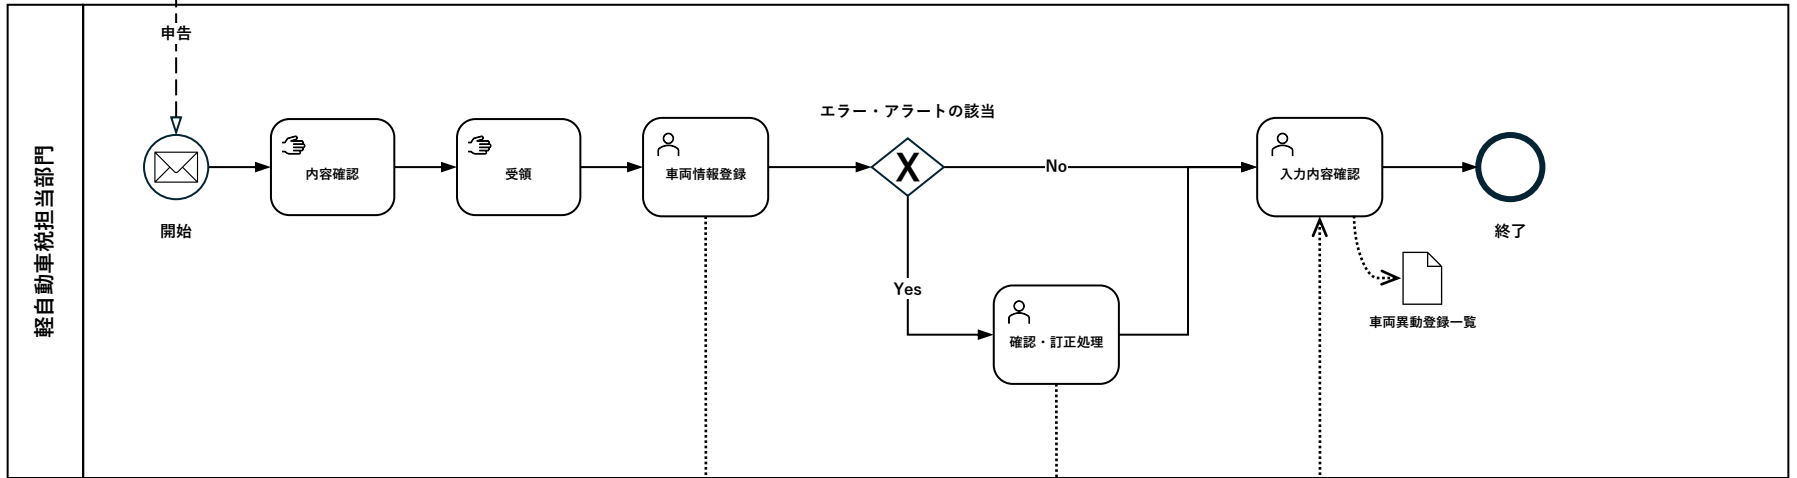 申告
軽自動車税担当部門
開始
内容確認
受領
車両情報登録
エラー・アラートの該当
X
No
Yes
確認・訂正処理
入力内容確認
車両異動登録一覧
終了